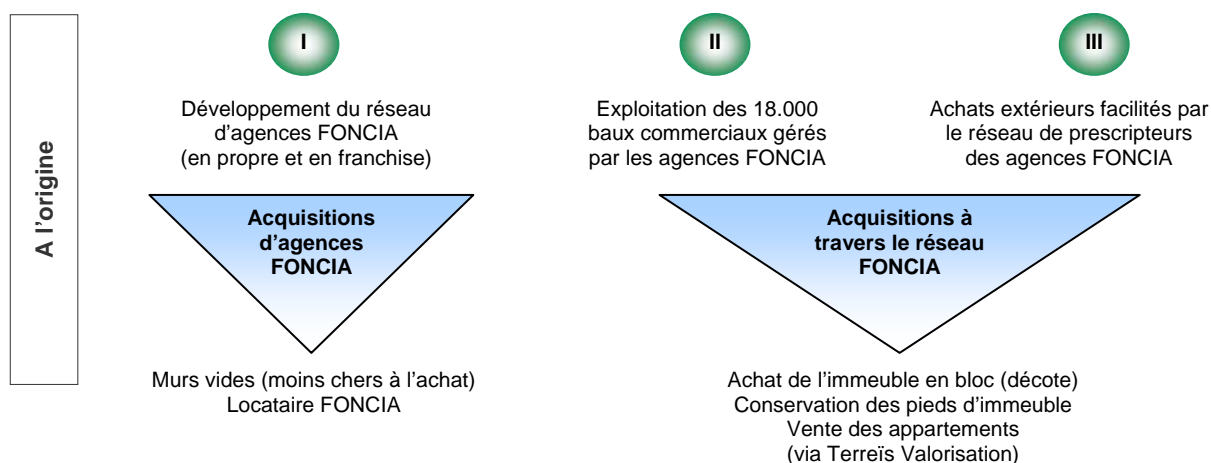 A l'origine
I
Développement du réseau
d'agences FONCIA
(en propre et en franchise)
Acquisitions
d'agences
FONCIA
Murs vides (moins chers à l'achat)
Locataire FONCIA
II
Exploitation des 18.000
baux commerciaux gérés
par les agences FONCIA
III
Achats extérieurs facilités par
le réseau de prescripteurs
des agences FONCIA
Acquisitions à
travers le réseau
FONCIA
Achat de l'immeuble en bloc (décote)
Conservation des pieds d'immeuble
Vente des appartements
(via Terreïs Valorisation)